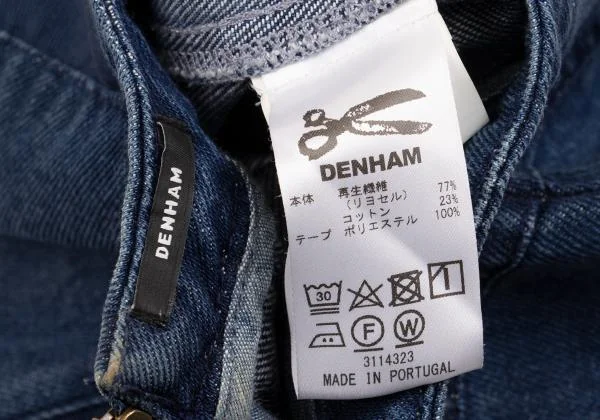 DENHAM
DENHAM
本体 再生繊維 77%
(リヨセル)
コットン 23%
テープ ポリエステル 100%
30
F W
3114323
MADE IN PORTUGAL